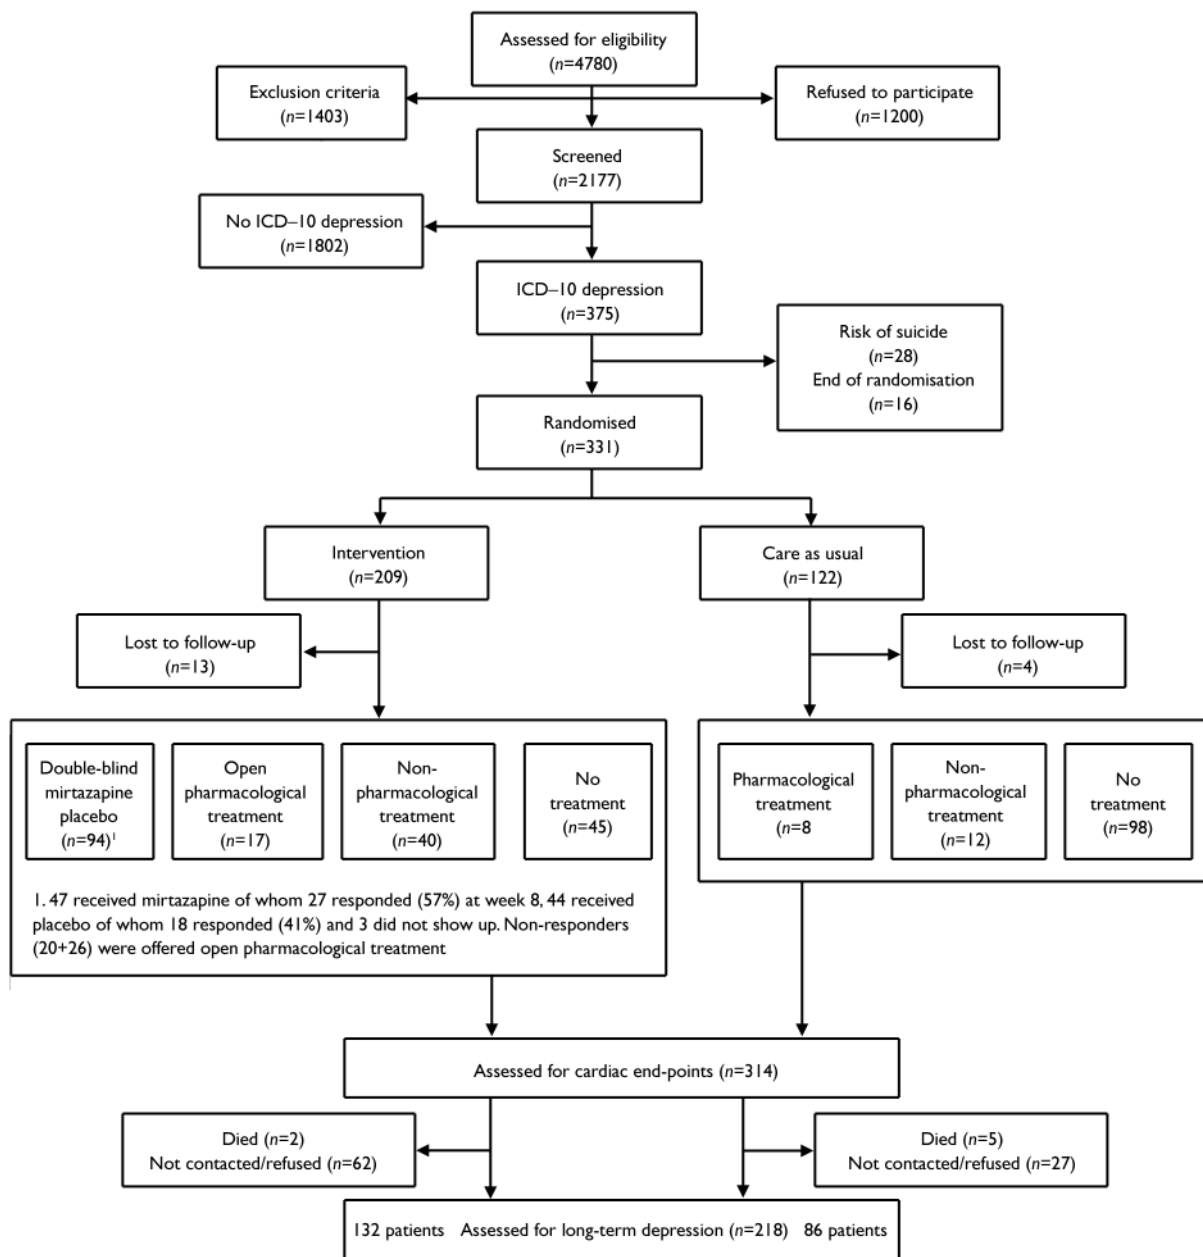 Assessed for eligibility
(n=4780)
Exclusion criteria
(n=1403)
Refused to participate
(n=1200)
Screened
(n=2177)
No ICD–10 depression
(n=1802)
ICD–10 depression
(n=375)
Risk of suicide
(n=28)
End of randomisation
(n=16)
Randomised
(n=331)
Intervention
(n=209)
Care as usual
(n=122)
Lost to follow-up
(n=13)
Lost to follow-up
(n=4)
Double-blind
mirtazapine
placebo
(n=94)¹
Open
pharmacological
treatment
(n=17)
Non-
pharmacological
treatment
(n=40)
No
treatment
(n=45)
Pharmacological
treatment
(n=8)
Non-
pharmacological
treatment
(n=12)
No
treatment
(n=98)
1. 47 received mirtazapine of whom 27 responded (57%) at week 8, 44 received
placebo of whom 18 responded (41%) and 3 did not show up. Non-responders
(20+26) were offered open pharmacological treatment
Assessed for cardiac end-points (n=314)
Died (n=2)
Not contacted/refused (n=62)
Died (n=5)
Not contacted/refused (n=27)
132 patients Assessed for long-term depression (n=218) 86 patients